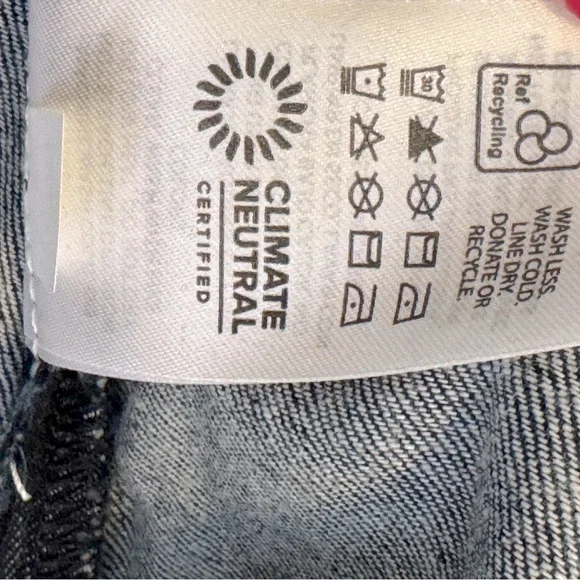 Ref
Recycling
WASH LESS.
WASH COLD.
LINE DRY.
DONATE OR
RECYCLE.
30
CLIMATE
NEUTRAL
CERTIFIED